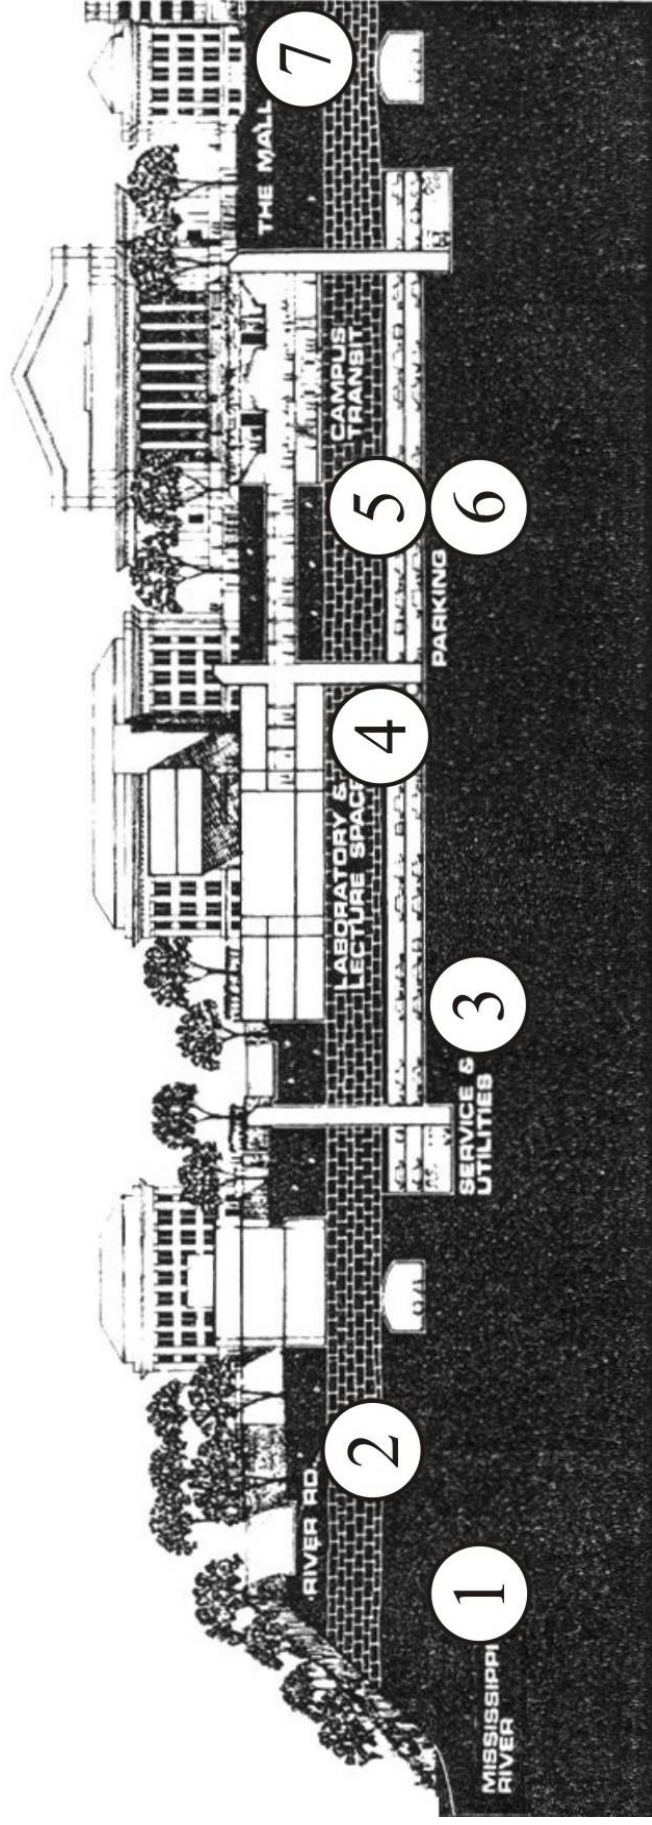 MISSISSIPPI
RIVER
1
RIVER RD.
2
SERVICE &
UTILITIES
3
LABORATORY &
LECTURE SPACE
4
PARKING
5
6
CAMPUS
TRANSIT
THE MALL
7